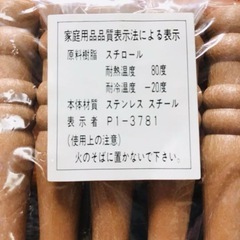 家庭用品品質表示法による表示
原料樹脂 スチロール
耐熱温度 80度
耐冷温度 -20度
本体材質 ステンレス スチール
表示者 P1-3781
(使用上の注意)
火のそばに置かないで下さい。